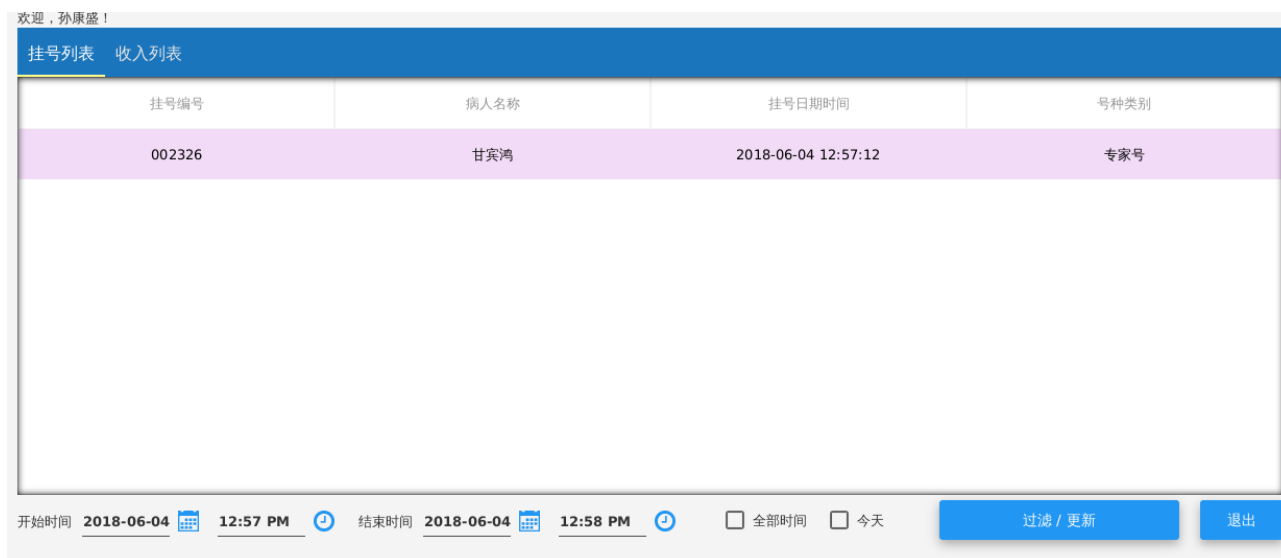 欢迎，孙康盛！
挂号列表 收入列表
挂号编号 病人名称 挂号日期时间 号种类别
002326 甘宾鸿 2018-06-04 12:57:12 专家号
开始时间 2018-06-04 12:57 PM 结束时间 2018-06-04 12:58 PM 全部时间 今天 过滤 / 更新 退出